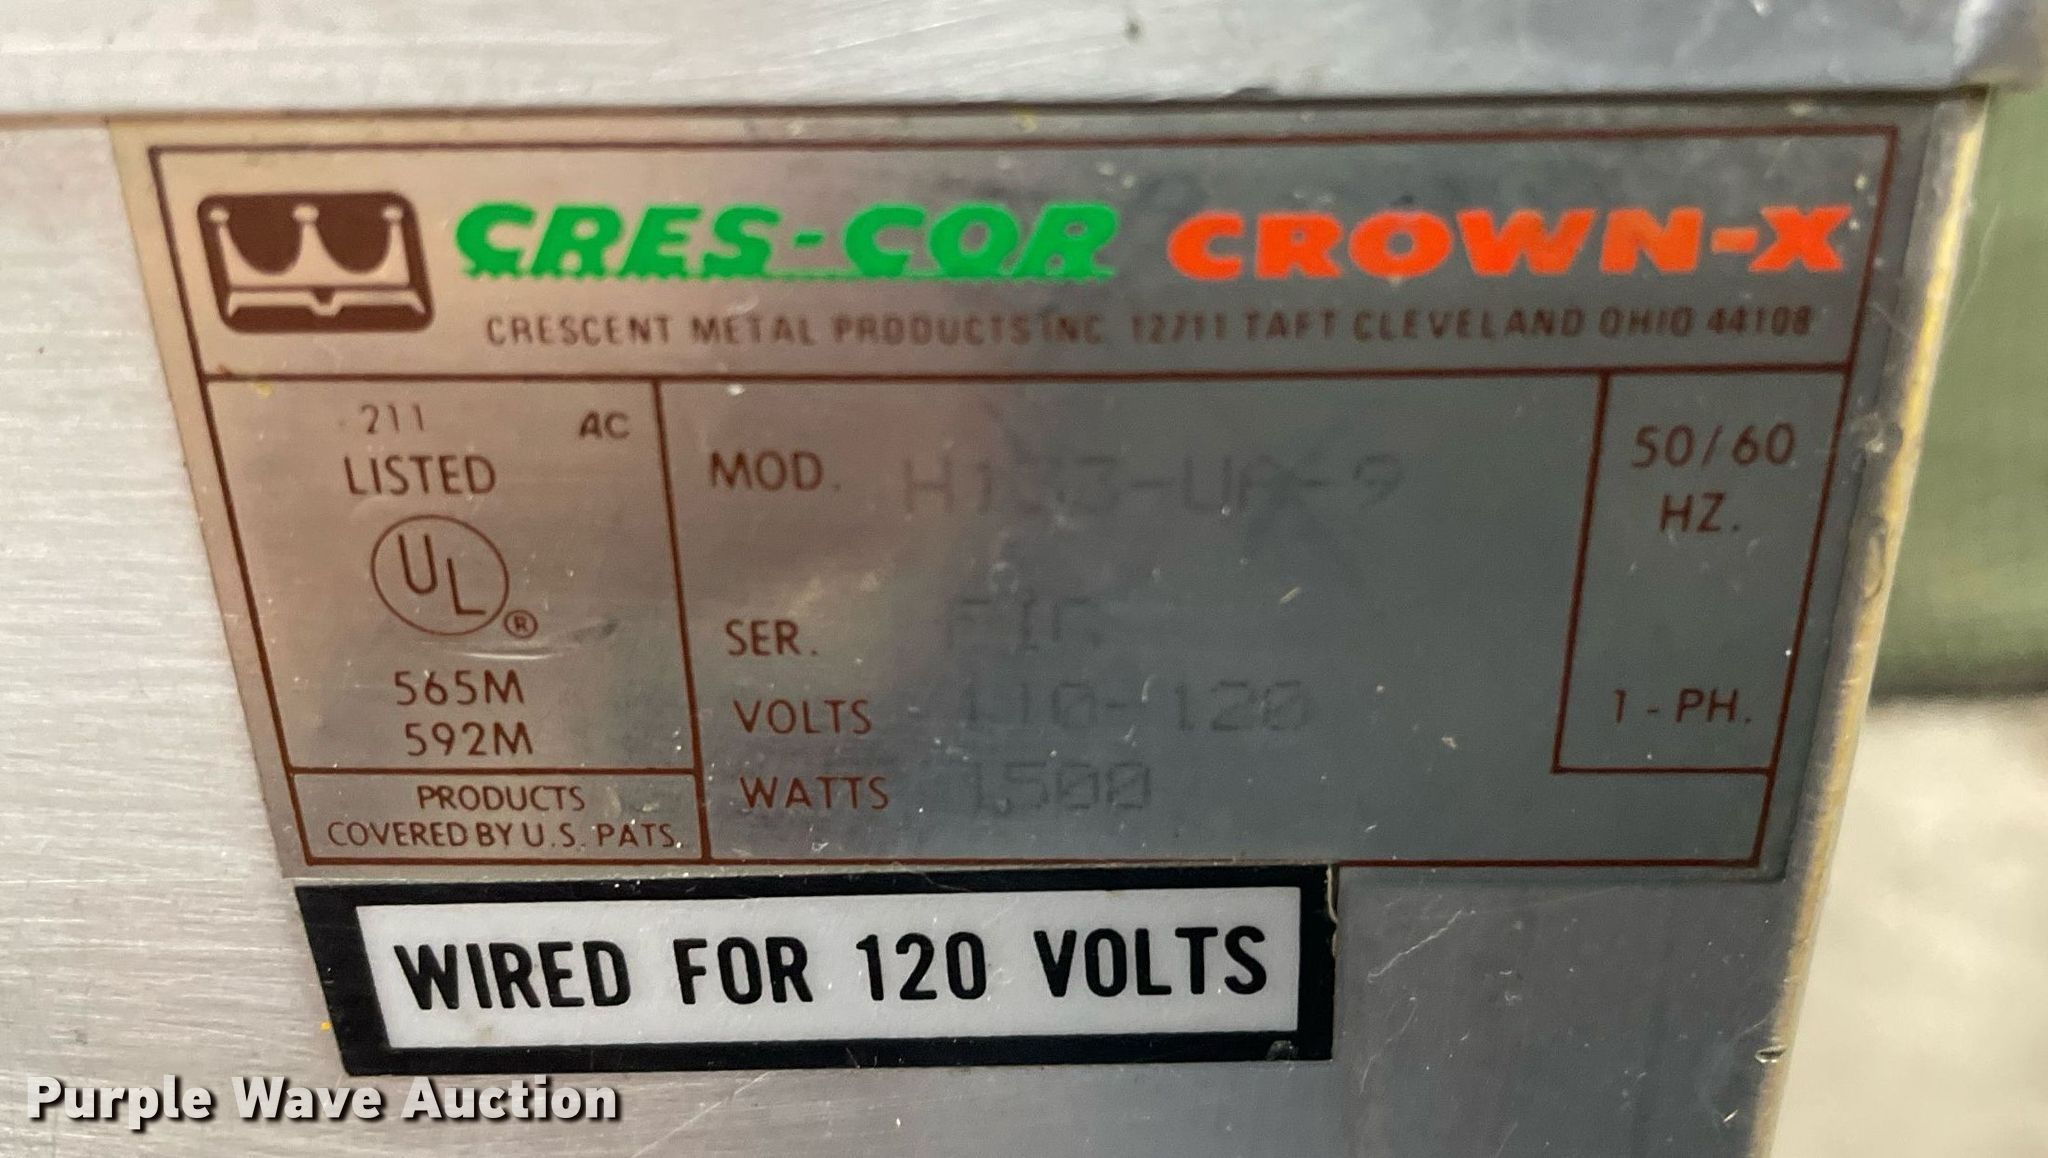 CRES-COR CROWN-X
CRESCENT METAL PRODUCTS INC. 12711 TAFT CLEVELAND OHIO 44108
211 AC
LISTED
UL ®
565M
592M
PRODUCTS
COVERED BY U.S. PATS.
MOD.
SER.
VOLTS 110-120
WATTS 1500
50/60
HZ.
1-PH.
WIRED FOR 120 VOLTS
Purple Wave Auction